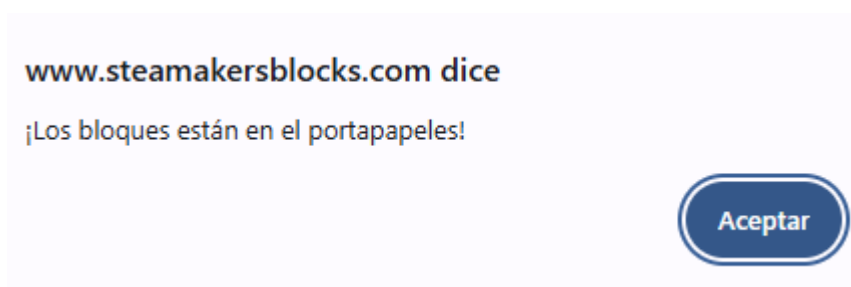 www.steamakersblocks.com dice
¡Los bloques están en el portapapeles!
Aceptar